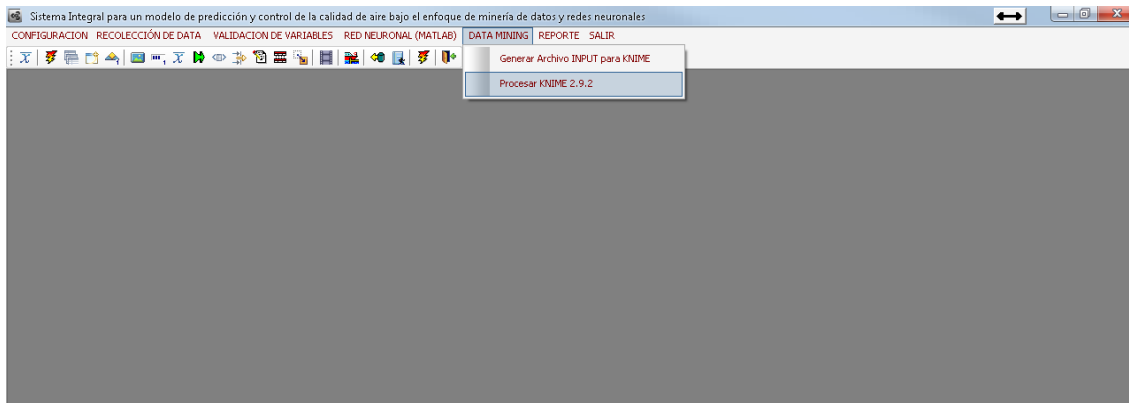 Sistema Integral para un modelo de predicción y control de la calidad de aire bajo el enfoque de minería de datos y redes neuronales
CONFIGURACION RECOLECCIÓN DE DATA VALIDACION DE VARIABLES RED NEURONAL (MATLAB) DATA MINING REPORTE SALIR
Generar Archivo INPUT para KNIME
Procesar KNIME 2.9.2